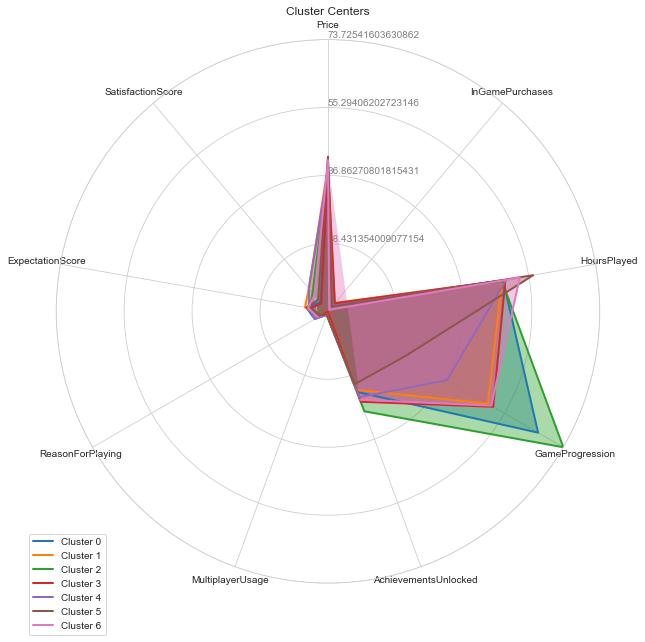 Cluster Centers
Price
73.72541603630862
SatisfactionScore
InGamePurchases
55.29406202723146
36.86270801815431
18.431354009077154
ExpectationScore
HoursPlayed
ReasonForPlaying
GameProgression
MultiplayerUsage
AchievementsUnlocked
Cluster 0
Cluster 1
Cluster 2
Cluster 3
Cluster 4
Cluster 5
Cluster 6